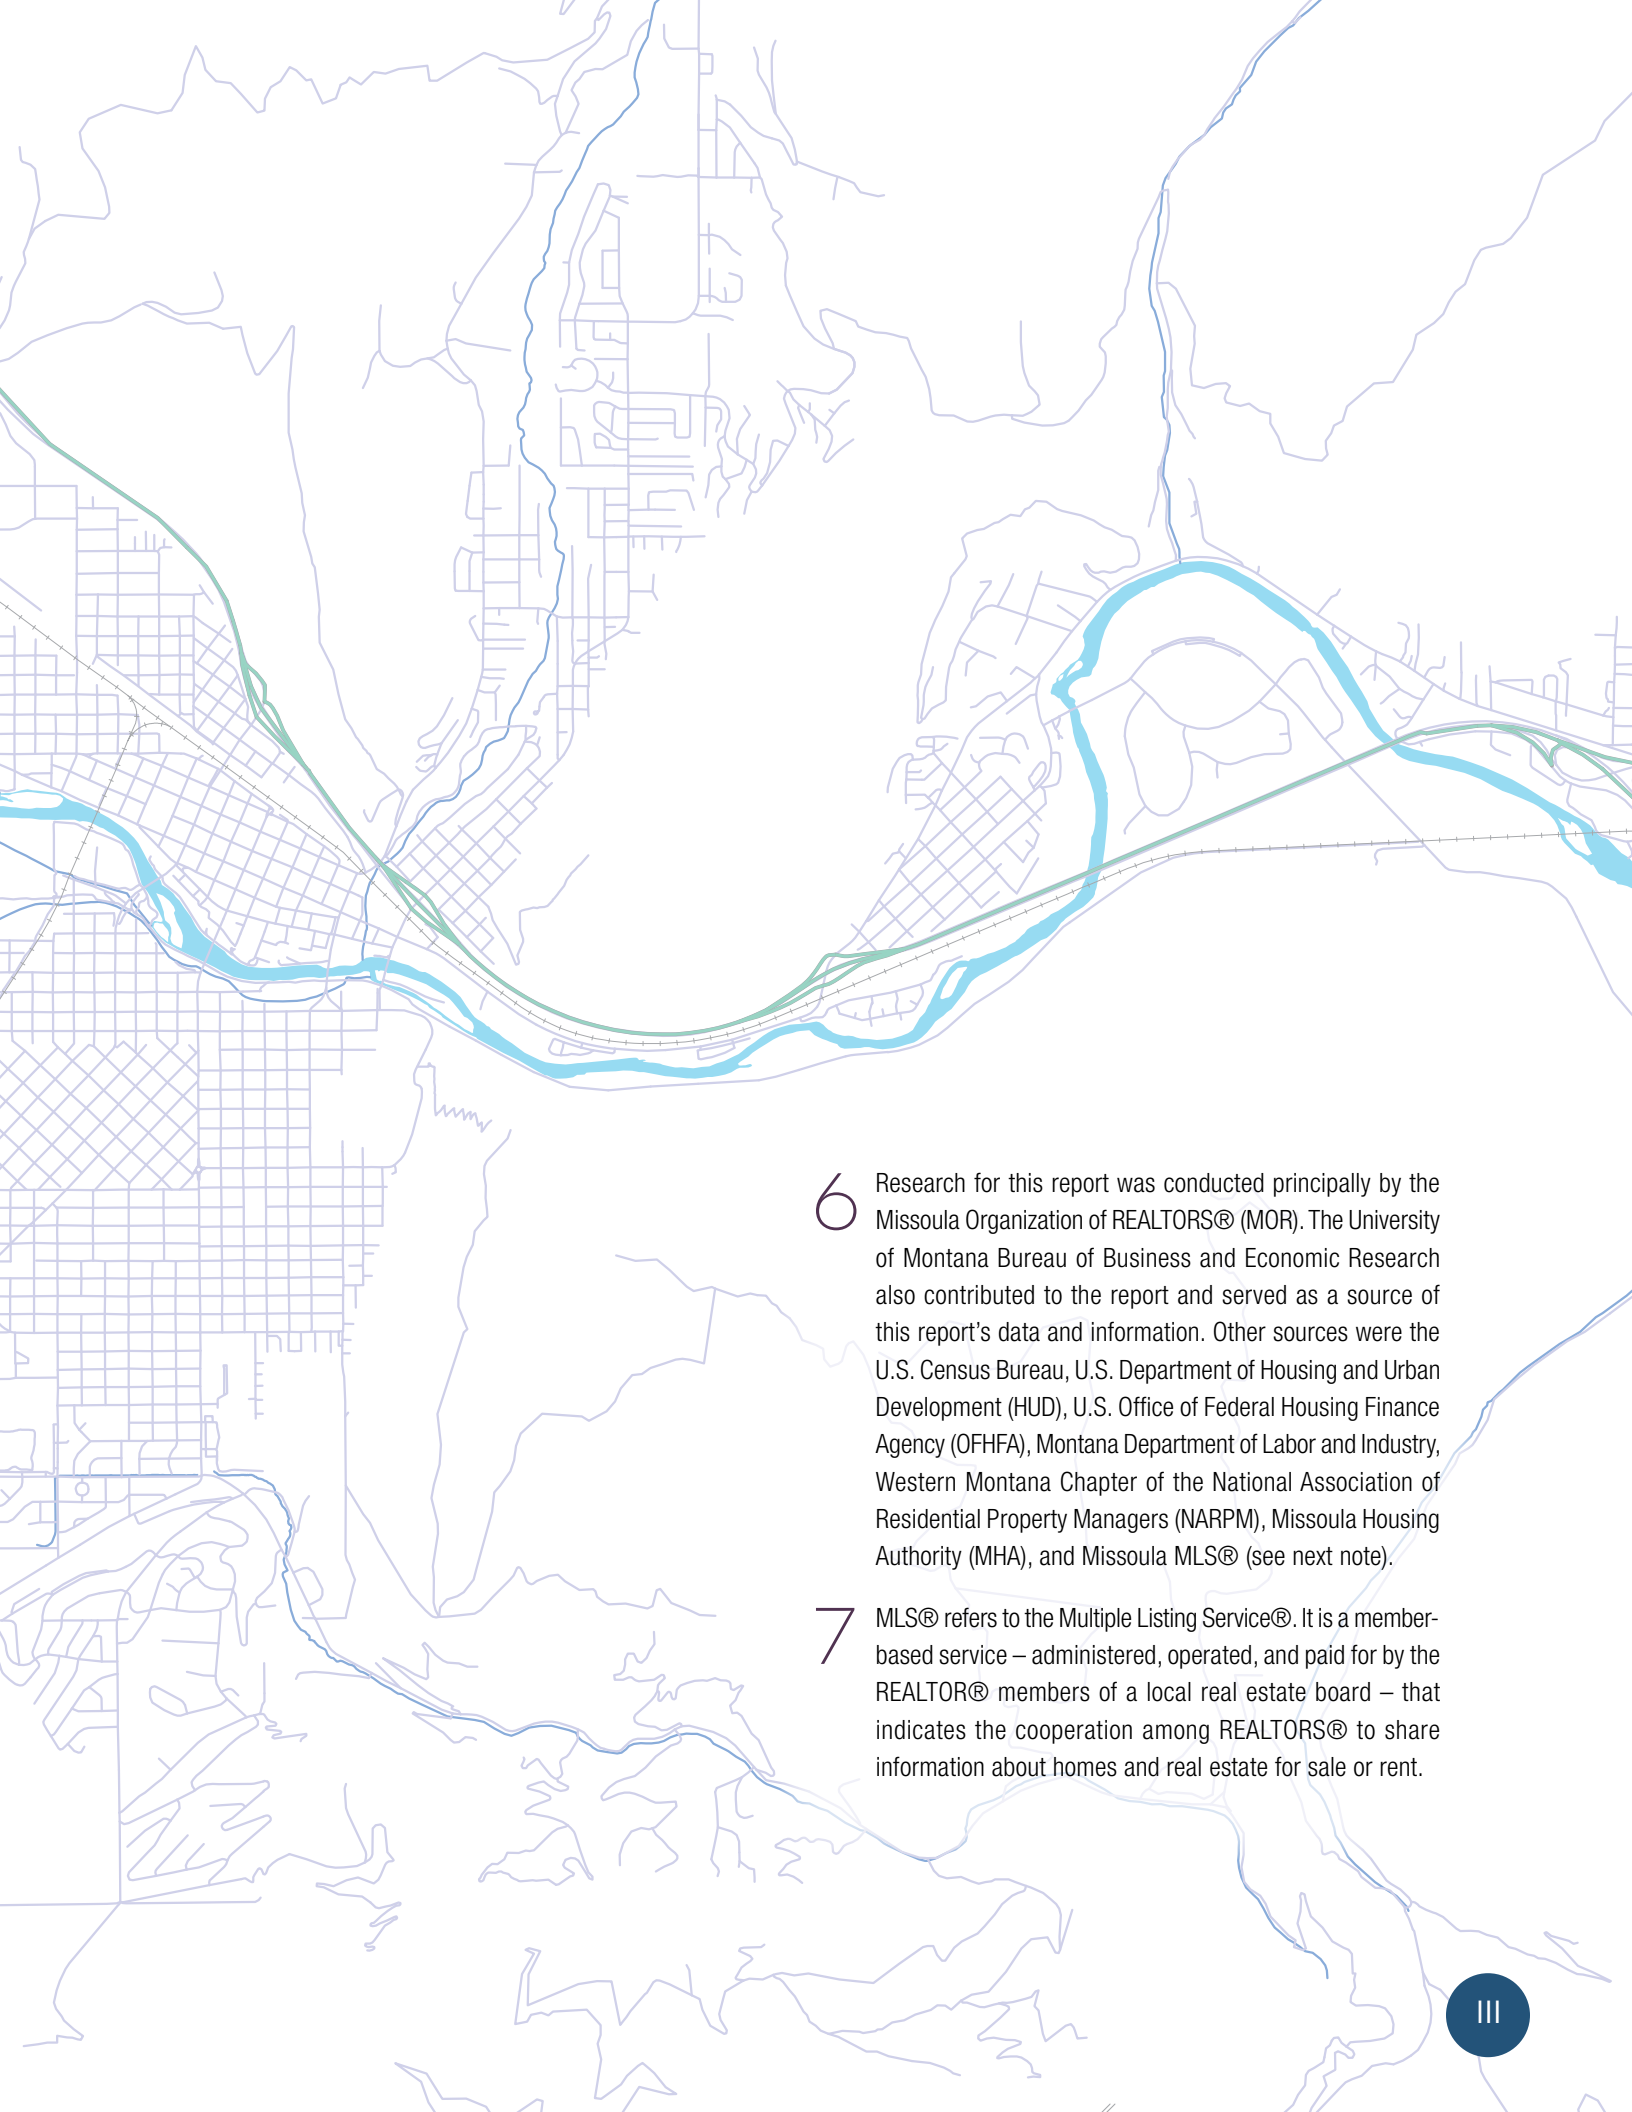 6
Research for this report was conducted principally by the
Missoula Organization of REALTORS® (MOR). The University
of Montana Bureau of Business and Economic Research
also contributed to the report and served as a source of
this report’s data and information. Other sources were the
U.S. Census Bureau, U.S. Department of Housing and Urban
Development (HUD), U.S. Office of Federal Housing Finance
Agency (OFHFA), Montana Department of Labor and Industry,
Western Montana Chapter of the National Association of
Residential Property Managers (NARPM), Missoula Housing
Authority (MHA), and Missoula MLS® (see next note).
7
MLS® refers to the Multiple Listing Service®. It is a member-
based service – administered, operated, and paid for by the
REALTOR® members of a local real estate board – that
indicates the cooperation among REALTORS® to share
information about homes and real estate for sale or rent.
III